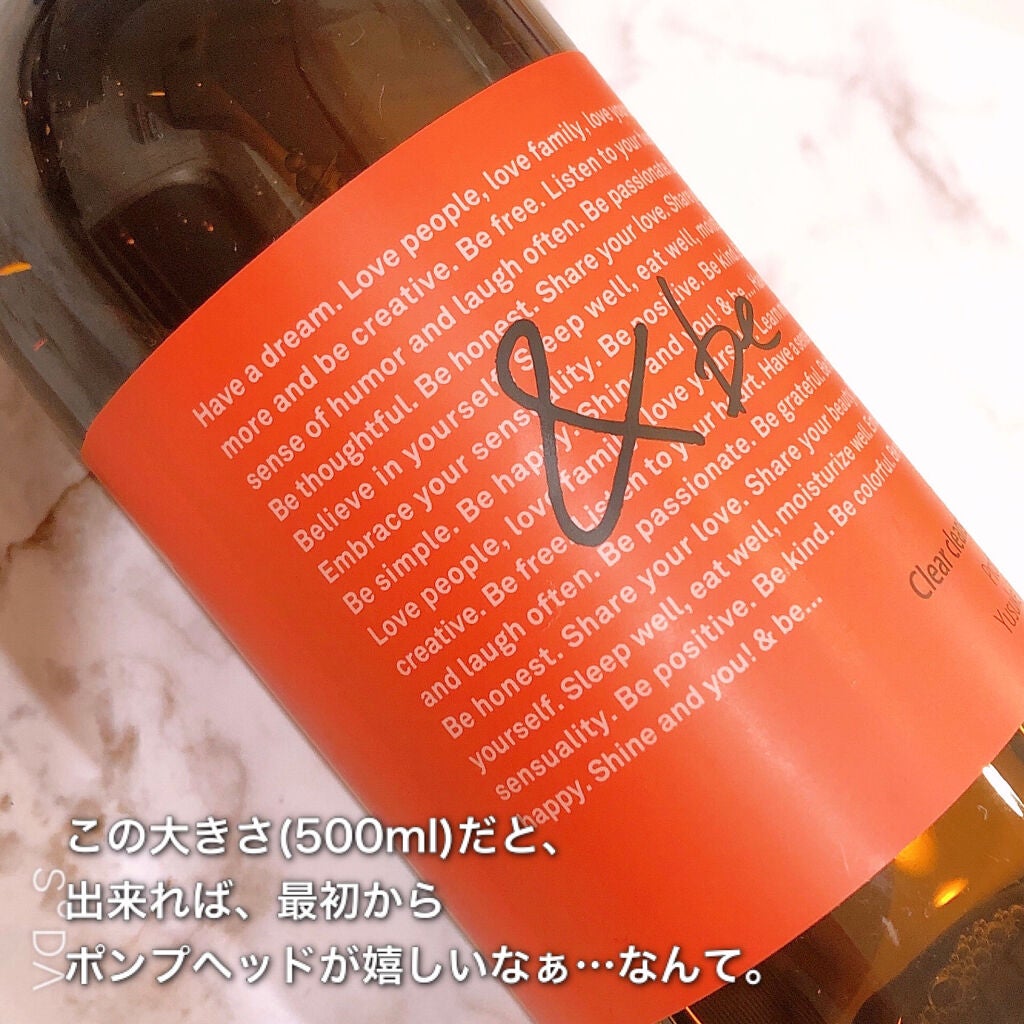 Have a dream. Love people, love family, love
more and be creative. Be free. Listen to your
sense of humor and laugh often. Be passionate
Be thoughtful. Be honest. Share your love. Share
Believe in yourself. Sleep well, eat well,
Embrace your sensuality. Be positive. Be kind.
Be simple. Be happy. Shine and you! & be...
Love people, love family, love yourself. Learn
creative. Be free. Listen to your heart. Have a
and laugh often. Be passionate. Be grateful.
Be honest. Share your love. Share your
yourself. Sleep well, eat well, moisturize well.
sensuality. Be positive. Be kind. Be colorful.
happy. Shine and you! & be...
& be
Clear
この大きさ(500ml)だと、
出来れば、最初から
ポンプヘッドが嬉しいなぁ…なんて。
SoDA